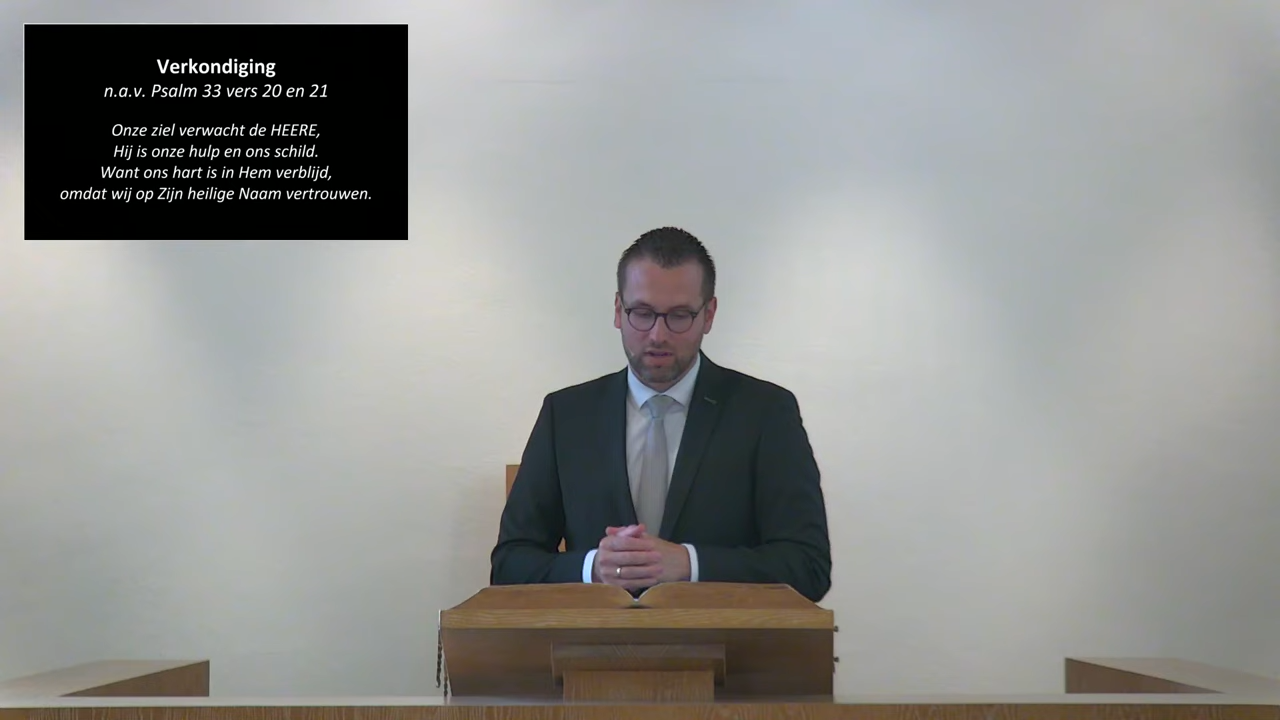 Verkondiging
n.a.v. Psalm 33 vers 20 en 21
Onze ziel verwacht de HEERE,
Hij is onze hulp en ons schild.
Want ons hart is in Hem verblijd,
omdat wij op Zijn heilige Naam vertrouwen.